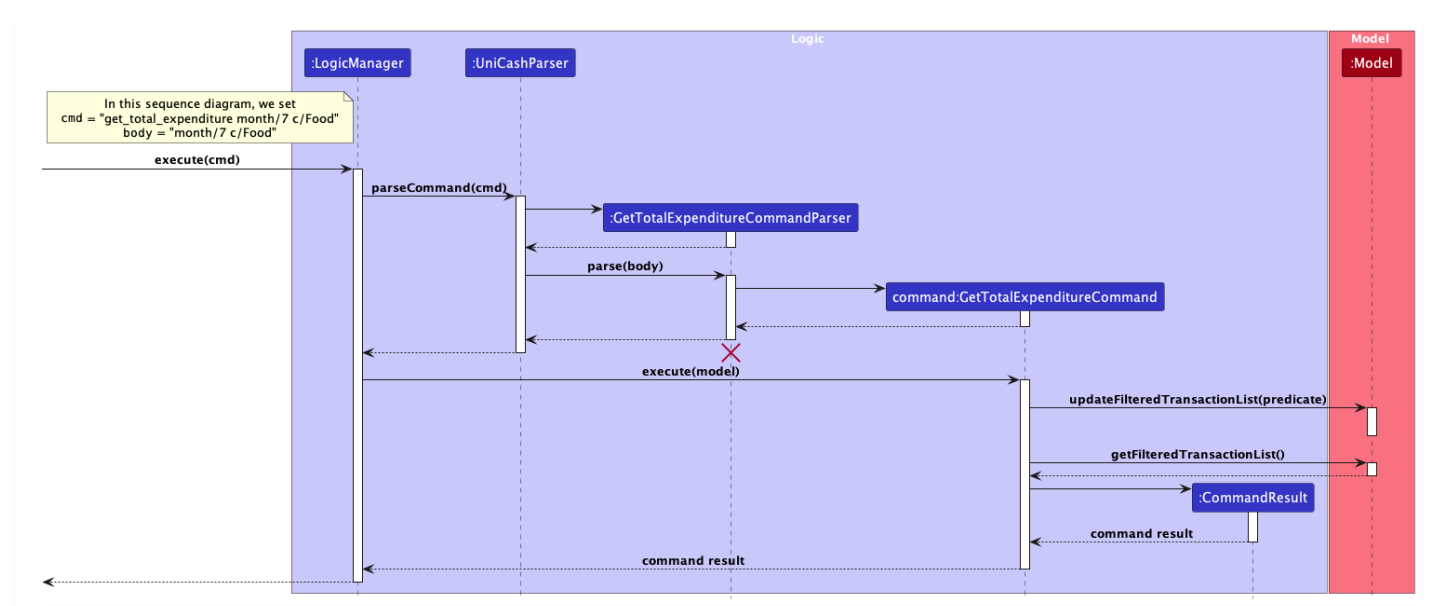 Logic
Model
:LogicManager
:UniCashParser
:Model
In this sequence diagram, we set
cmd = "get_total_expenditure month/7 c/Food"
body = "month/7 c/Food"
execute(cmd)
parseCommand(cmd)
:GetTotalExpenditureCommandParser
parse(body)
command:GetTotalExpenditureCommand
execute(model)
updateFilteredTransactionList(predicate)
getFilteredTransactionList()
:CommandResult
command result
command result